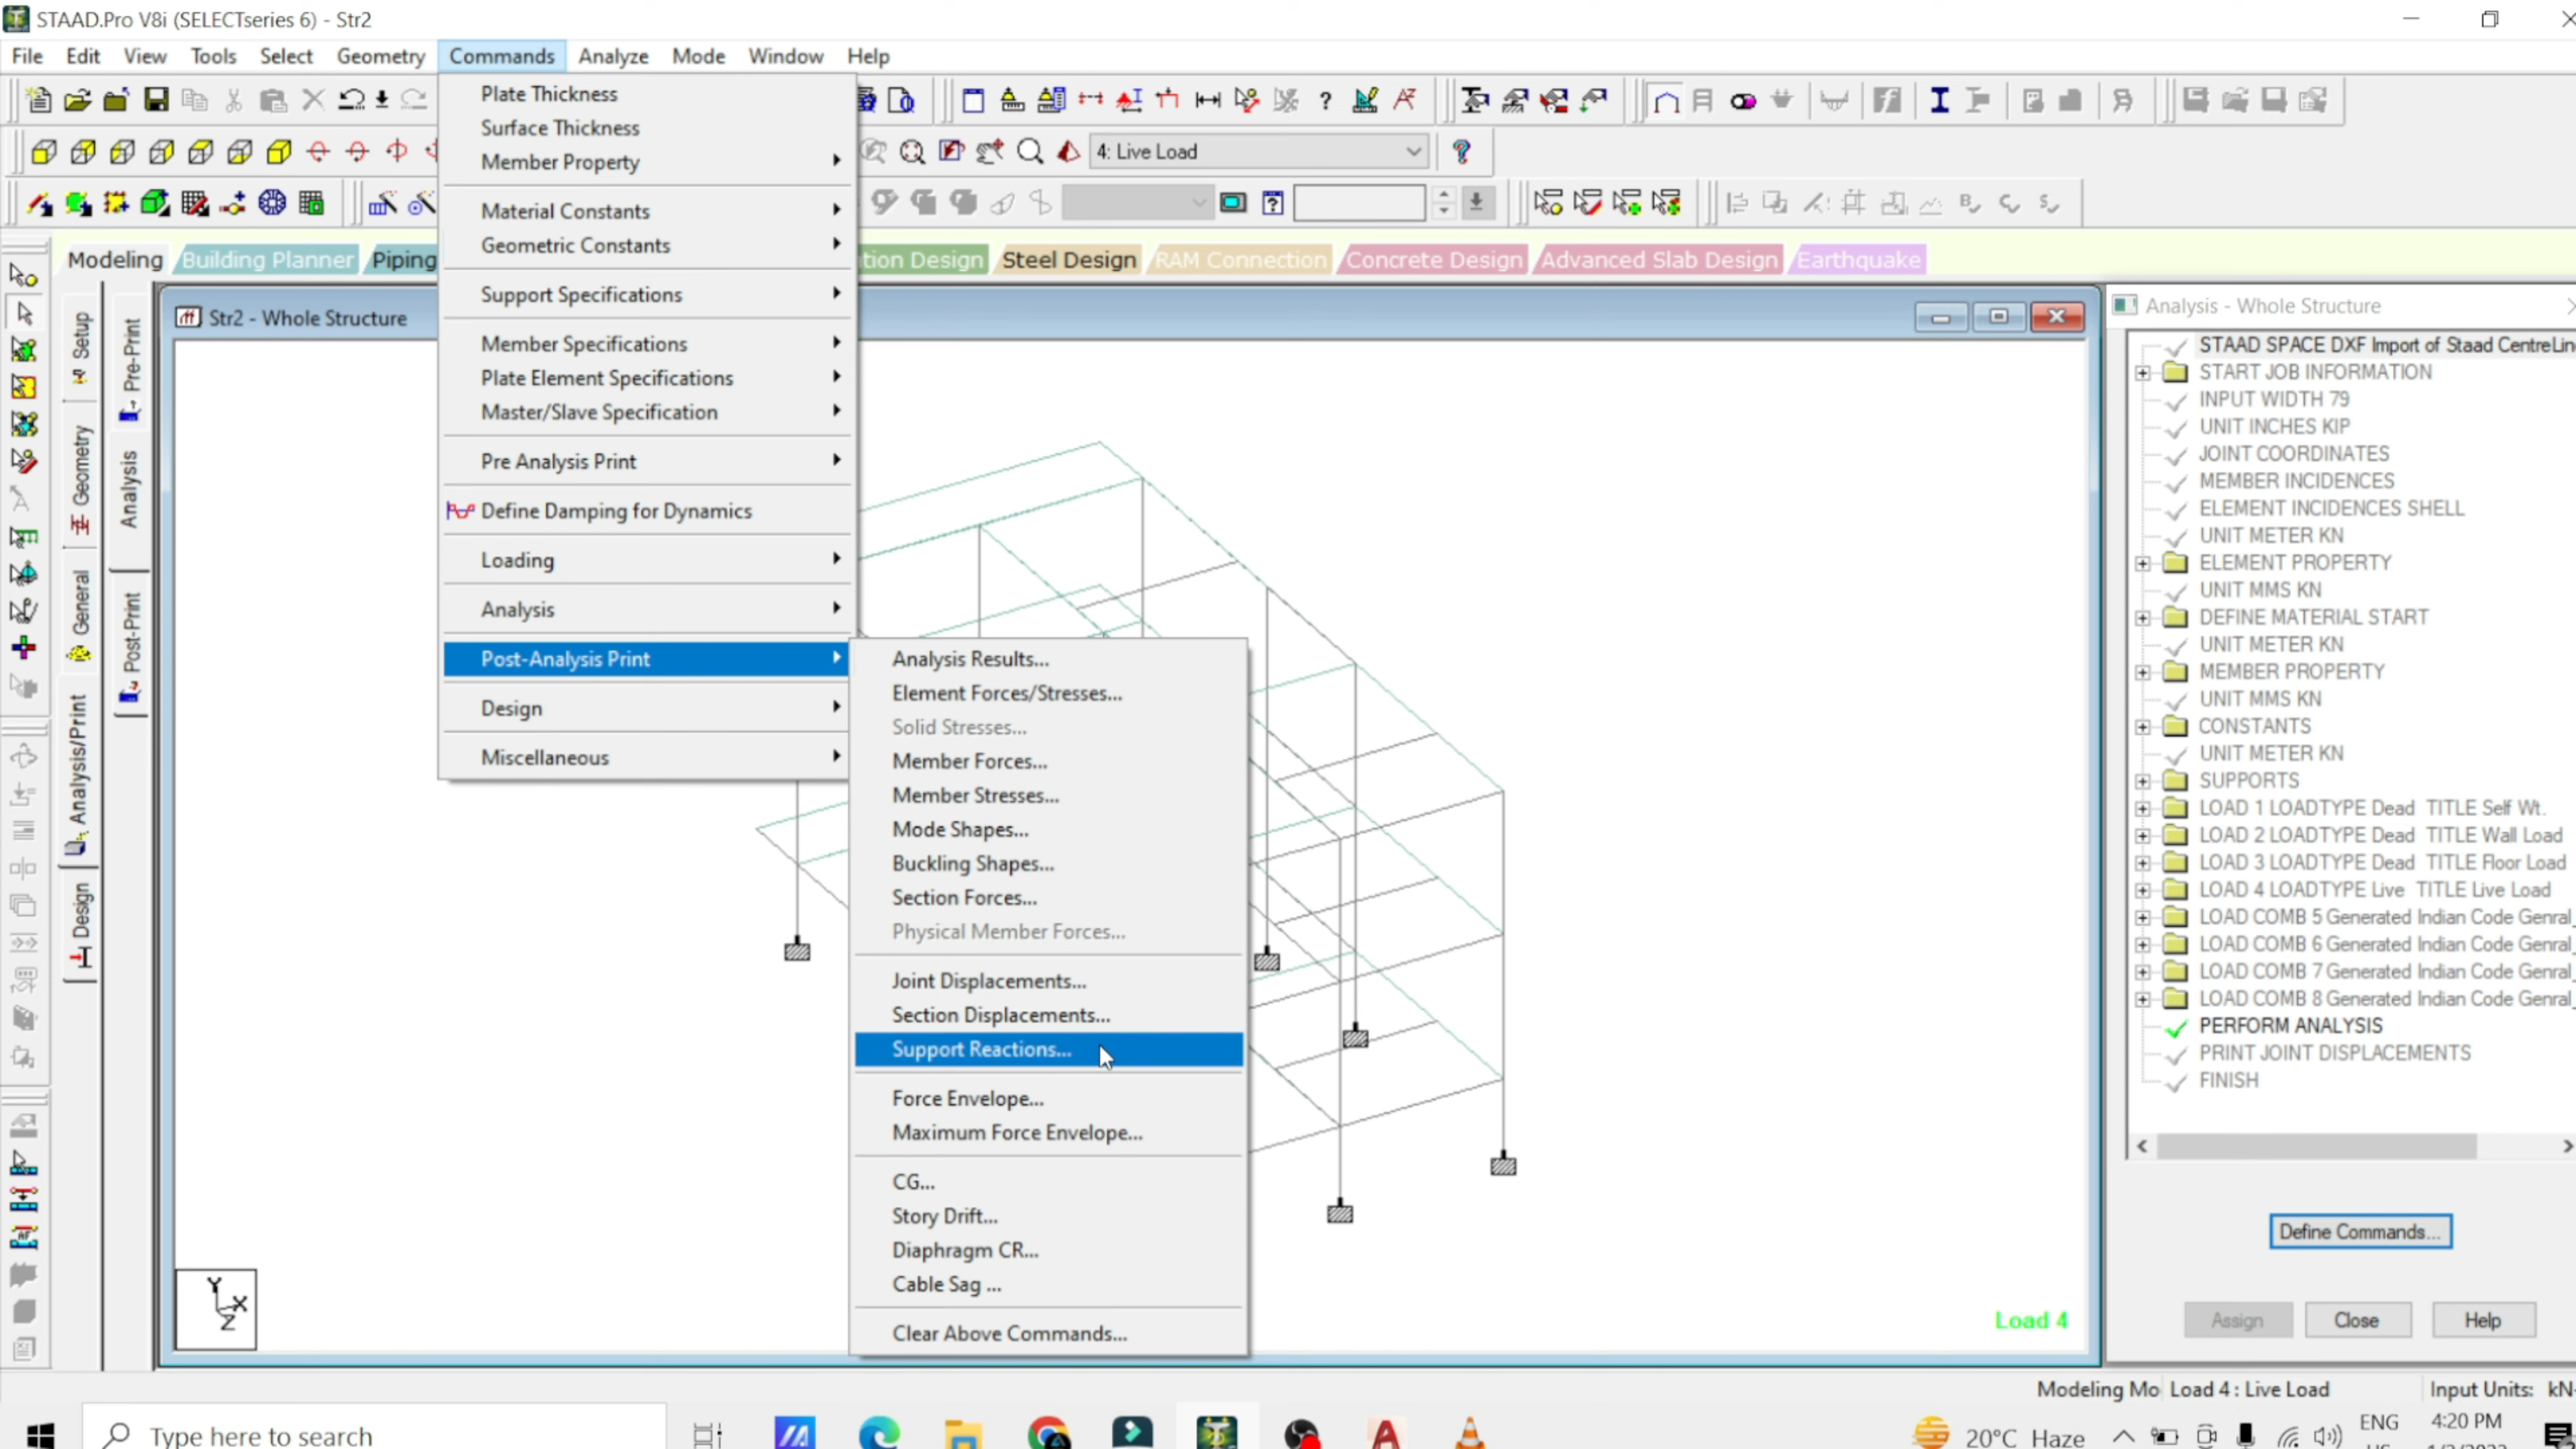 STAAD.Pro V8i (SELECTseries 6) - Str2
File Edit View Tools Select Geometry Commands Analyze Mode Window Help
Plate Thickness
Surface Thickness
Member Property
Material Constants
Geometric Constants
Support Specifications
Member Specifications
Plate Element Specifications
Master/Slave Specification
Pre Analysis Print
Define Damping for Dynamics
Loading
Analysis
Post-Analysis Print
Design
Miscellaneous
4: Live Load
Modeling Building Planner Piping tion Design Steel Design RAM Connection Concrete Design Advanced Slab Design Earthquake
Setup
Geometry
General
Analysis/Print
Design
Pre-Print
Analysis
Post-Print
Str2 - Whole Structure
Analysis Results...
Element Forces/Stresses...
Solid Stresses...
Member Forces...
Member Stresses...
Mode Shapes...
Buckling Shapes...
Section Forces...
Physical Member Forces...
Joint Displacements...
Section Displacements...
Support Reactions...
Force Envelope...
Maximum Force Envelope...
CG...
Story Drift...
Diaphragm CR...
Cable Sag ...
Clear Above Commands...
Y
X
Z
Load 4
Analysis - Whole Structure
STAAD SPACE DXF Import of Staad CentreLin
START JOB INFORMATION
INPUT WIDTH 79
UNIT INCHES KIP
JOINT COORDINATES
MEMBER INCIDENCES
ELEMENT INCIDENCES SHELL
UNIT METER KN
ELEMENT PROPERTY
UNIT MMS KN
DEFINE MATERIAL START
UNIT METER KN
MEMBER PROPERTY
UNIT MMS KN
CONSTANTS
UNIT METER KN
SUPPORTS
LOAD 1 LOADTYPE Dead TITLE Self Wt.
LOAD 2 LOADTYPE Dead TITLE Wall Load
LOAD 3 LOADTYPE Dead TITLE Floor Load
LOAD 4 LOADTYPE Live TITLE Live Load
LOAD COMB 5 Generated Indian Code Genral_
LOAD COMB 6 Generated Indian Code Genral_
LOAD COMB 7 Generated Indian Code Genral_
LOAD COMB 8 Generated Indian Code Genral_
PERFORM ANALYSIS
PRINT JOINT DISPLACEMENTS
FINISH
Define Commands...
Assign Close Help
Modeling Mo Load 4 : Live Load Input Units: kN-
Type here to search
20°C Haze
ENG
4:20 PM